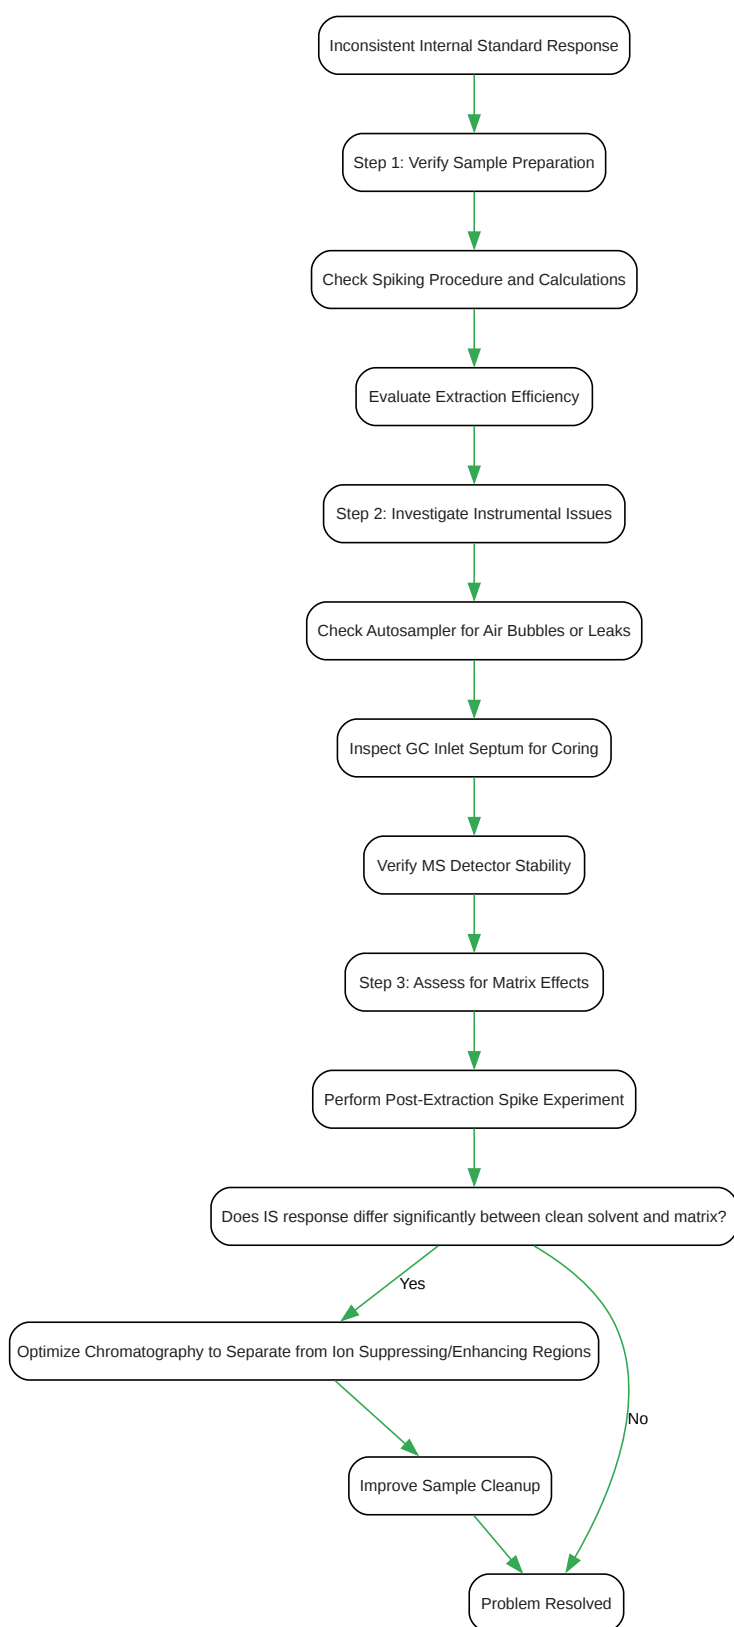 Inconsistent Internal Standard Response
Step 1: Verify Sample Preparation
Check Spiking Procedure and Calculations
Evaluate Extraction Efficiency
Step 2: Investigate Instrumental Issues
Check Autosampler for Air Bubbles or Leaks
Inspect GC Inlet Septum for Coring
Verify MS Detector Stability
Step 3: Assess for Matrix Effects
Perform Post-Extraction Spike Experiment
Does IS response differ significantly between clean solvent and matrix?
Yes
Optimize Chromatography to Separate from Ion Suppressing/Enhancing Regions
No
Improve Sample Cleanup
Problem Resolved